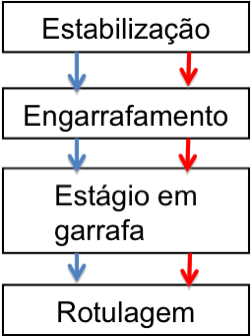 Estabilização
Engarrafamento
Estágio em
garrafa
Rotulagem